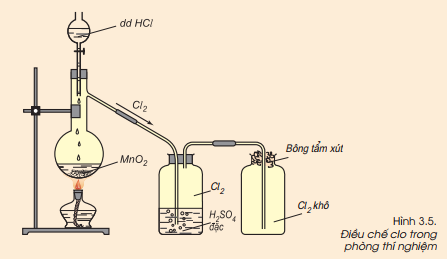 dd HCl
Cl2
MnO2
Cl2
H2SO4
đặc
Bông tẩm xút
Cl2 khô
Hình 3.5.
Điều chế clo trong
phòng thí nghiệm